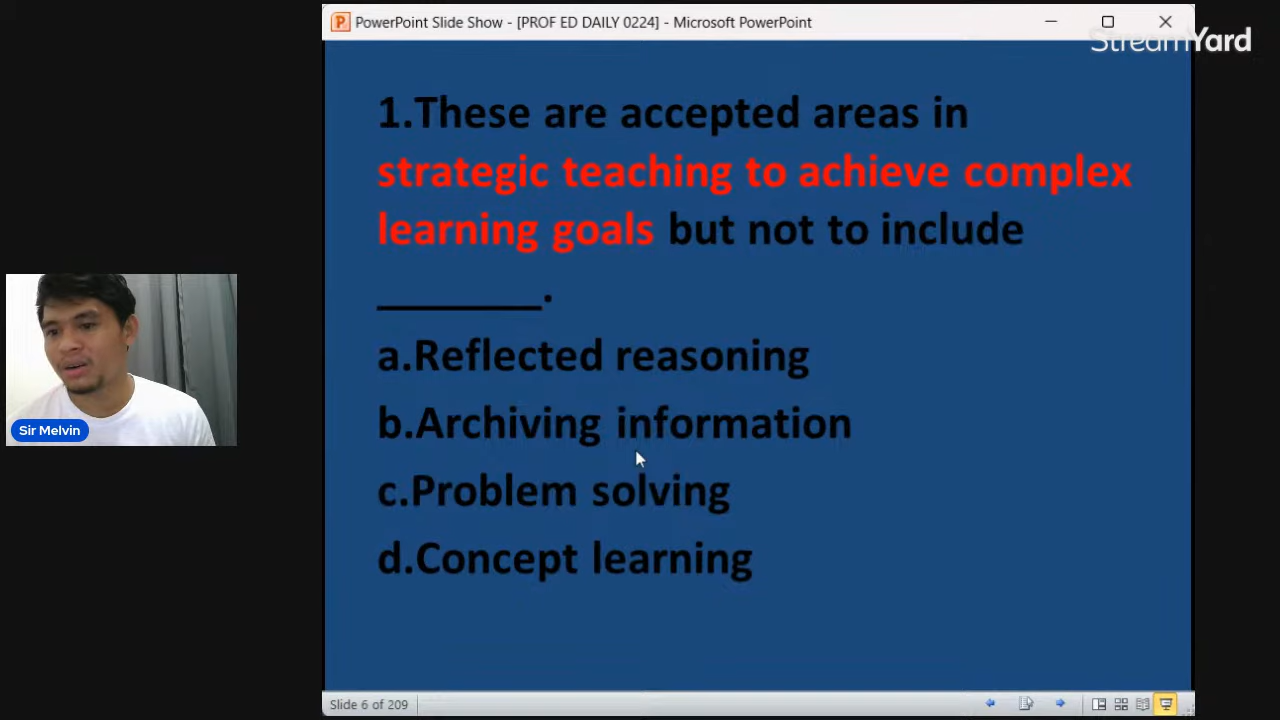 PowerPoint Slide Show - [PROF ED DAILY 0224] - Microsoft PowerPoint
StreamYard
1.These are accepted areas in
strategic teaching to achieve complex
learning goals but not to include
_______.
a.Reflected reasoning
b.Archiving information
c.Problem solving
d.Concept learning
Sir Melvin
Slide 6 of 209